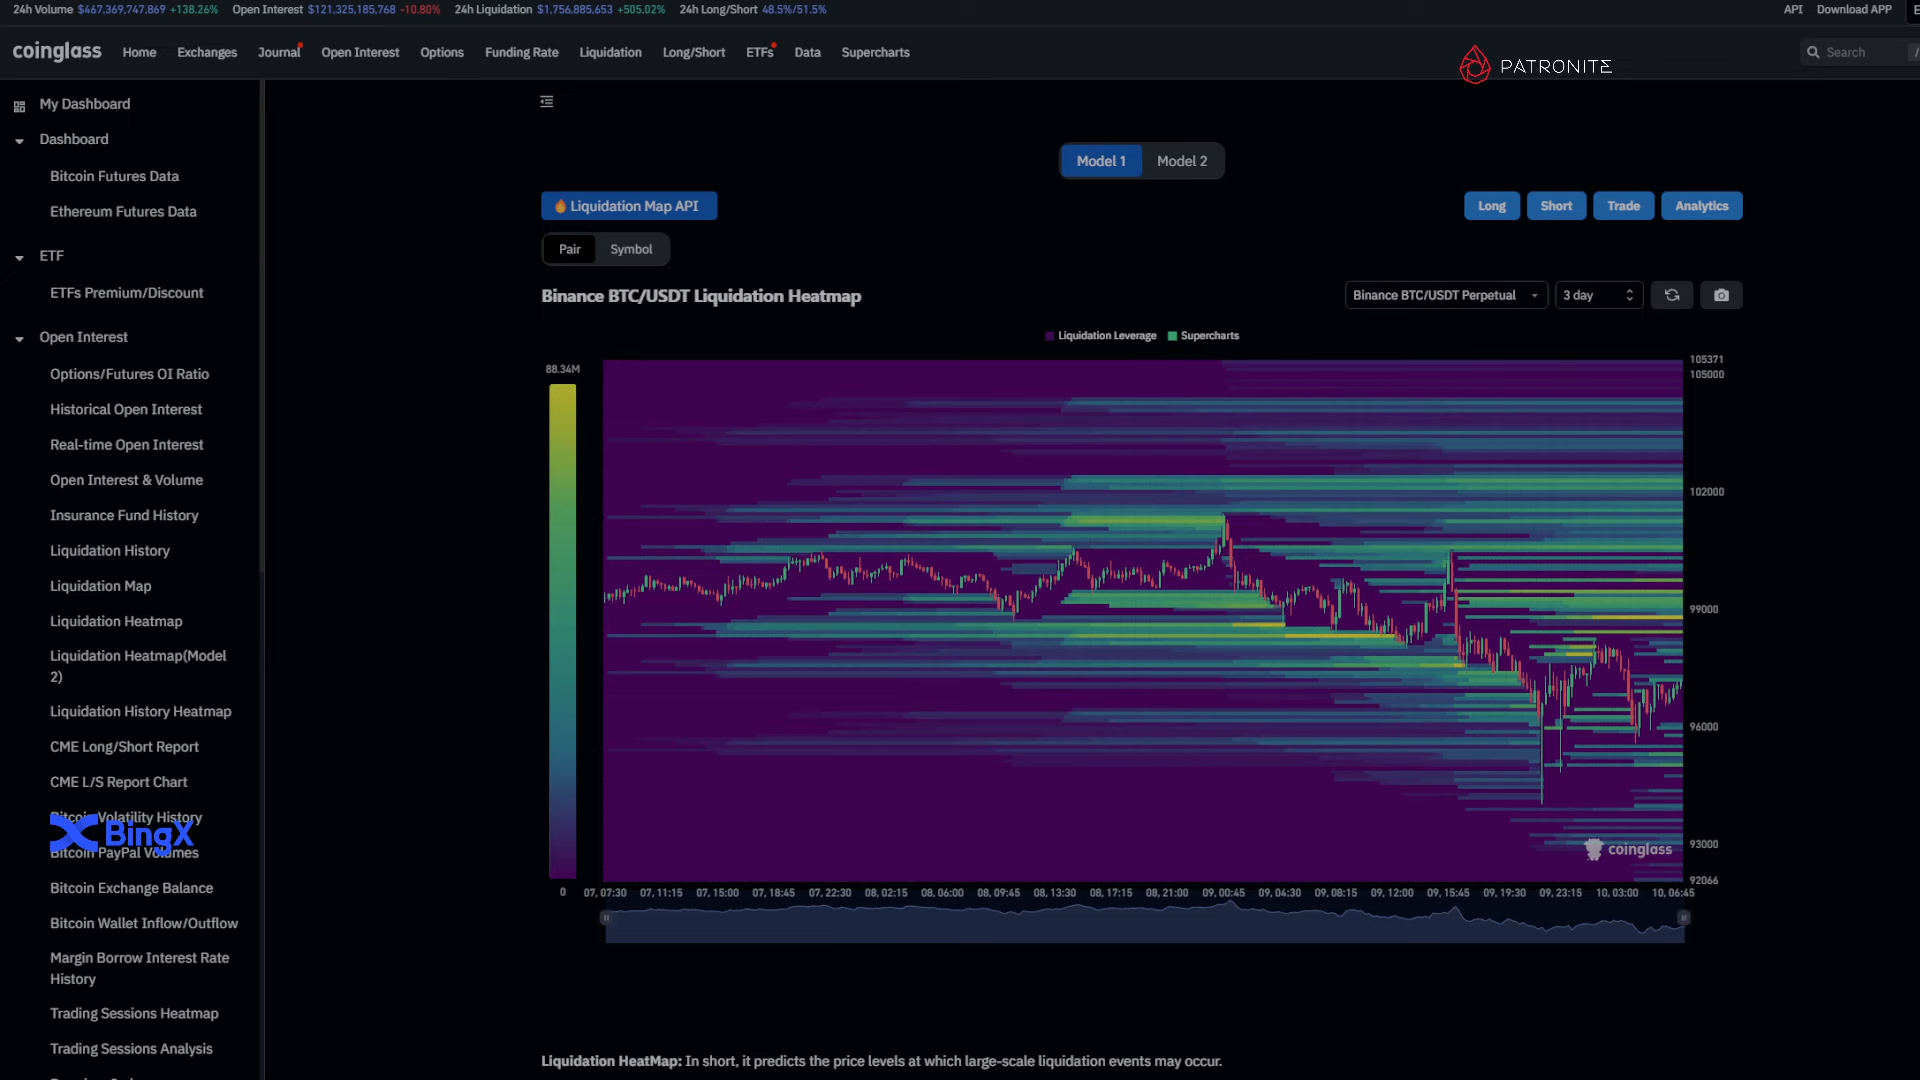 24h Volume $467,369,747,869 +138.26% Open Interest $121,325,185,768 -10.80% 24h Liquidation $1,756,885,653 +505.02% 24h Long/Short 48.5%/51.5% API Download APP
coinglass Home Exchanges Journal Open Interest Options Funding Rate Liquidation Long/Short ETFs Data Supercharts PATRONITE Search /
My Dashboard
Dashboard
Bitcoin Futures Data
Ethereum Futures Data
ETF
ETFs Premium/Discount
Open Interest
Options/Futures OI Ratio
Historical Open Interest
Real-time Open Interest
Open Interest & Volume
Insurance Fund History
Liquidation History
Liquidation Map
Liquidation Heatmap
Liquidation Heatmap(Model
2)
Liquidation History Heatmap
CME Long/Short Report
CME L/S Report Chart
Bitcoin Volatility History
BingX
Bitcoin PayPal Volumes
Bitcoin Exchange Balance
Bitcoin Wallet Inflow/Outflow
Margin Borrow Interest Rate
History
Trading Sessions Heatmap
Trading Sessions Analysis
Model 1 Model 2
Liquidation Map API Long Short Trade Analytics
Pair Symbol
Binance BTC/USDT Liquidation Heatmap Binance BTC/USDT Perpetual 3 day
Liquidation Leverage Supercharts
88.34M
0
105371
105000
102000
99000
96000
93000
92066
coinglass
07, 07:30 07, 11:15 07, 15:00 07, 18:45 07, 22:30 08, 02:15 08, 06:00 08, 09:45 08, 13:30 08, 17:15 08, 21:00 09, 00:45 09, 04:30 09, 08:15 09, 12:00 09, 15:45 09, 19:30 09, 23:15 10, 03:00 10, 06:45
Liquidation HeatMap: In short, it predicts the price levels at which large-scale liquidation events may occur.